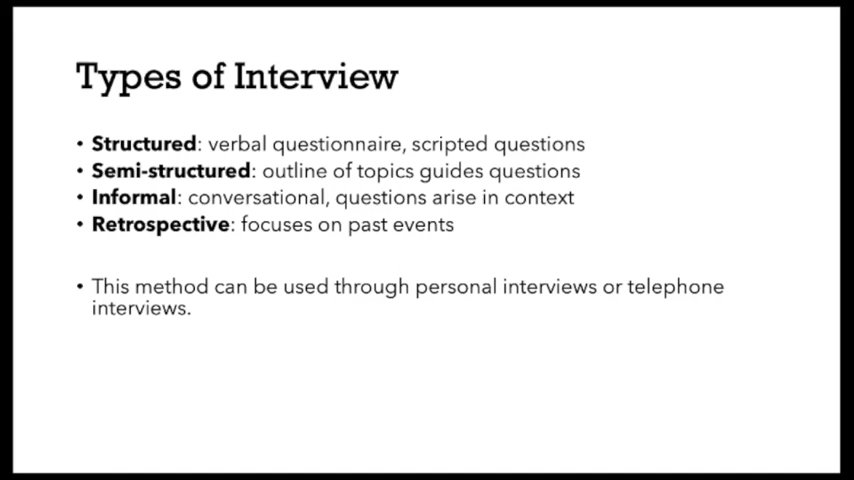 Types of Interview
• Structured: verbal questionnaire, scripted questions
• Semi-structured: outline of topics guides questions
• Informal: conversational, questions arise in context
• Retrospective: focuses on past events
• This method can be used through personal interviews or telephone
interviews.